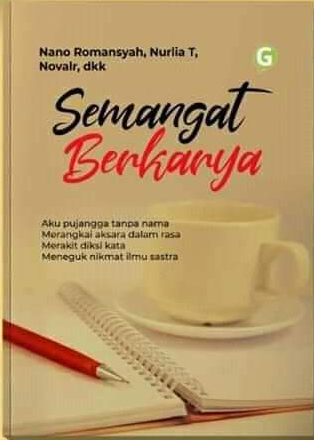 Nano Romansyah, Nurlia T,
Novalr, dkk
G
Semangat
Berkarya
Aku pujangga tanpa nama
Merangkai aksara dalam rasa
Merakit diksi kata
Meneguk nikmat ilmu sastra